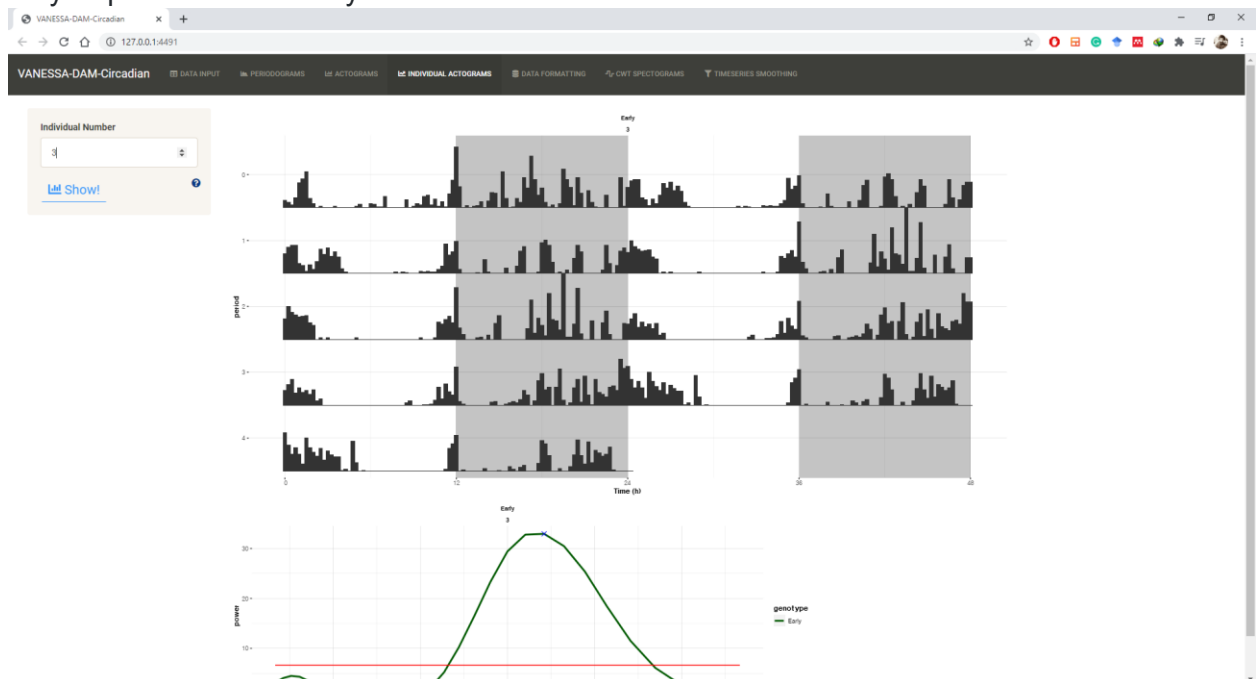 VANESSA-DAM-Circadian
127.0.0.1:4491
VANESSA-DAM-Circadian DATA INPUT PERIODOGRAMS ACTOGRAMS INDIVIDUAL ACTOGRAMS DATA FORMATTING CWT SPECTOGRAMS TIMESERIES SMOOTHING
Individual Number
3
Show!
Early
3
0
1
2
3
4
period
0 12 24 36 48
Time (h)
Early
3
30
20
10
power
genotype
Early